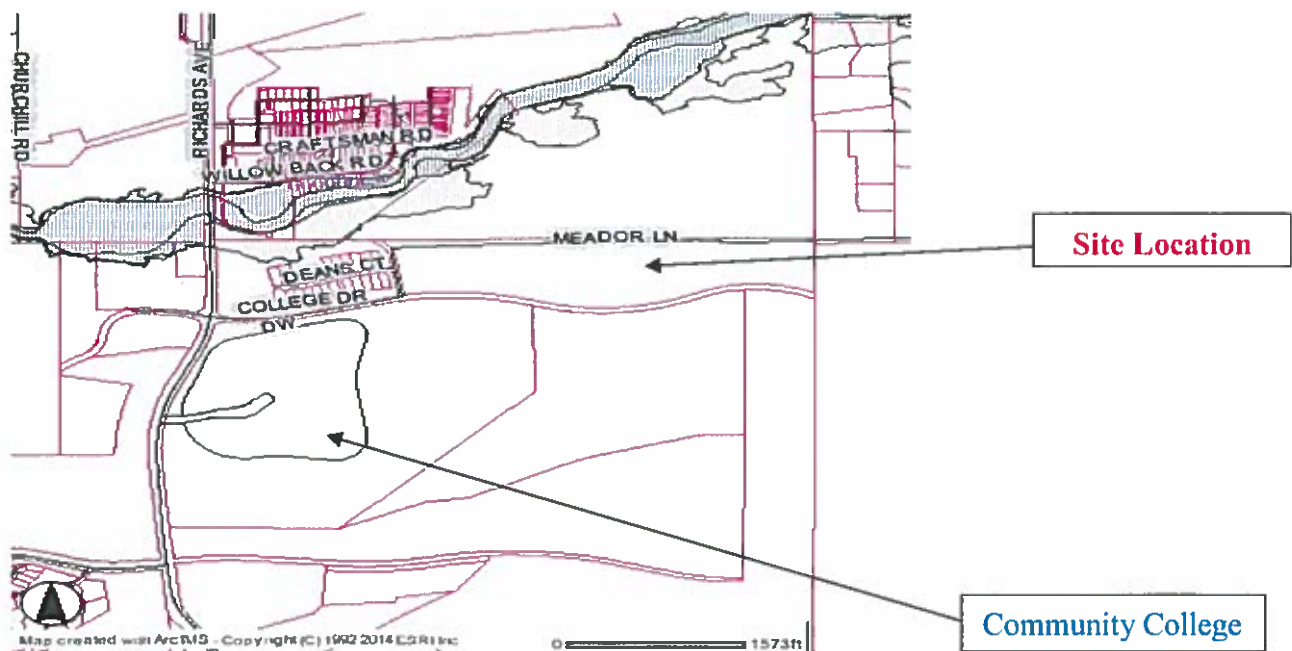 CHURCHILL RD
RICHARDS AVE
CRAFTSMAN RD
WILLOW BACK RD
MEADOR LN
Site Location
DEANS CT
COLLEGE DR
DW
Community College
Map created with ArcIMS - Copyright (C) 1992 2014 ESRI Inc
0 1573ft